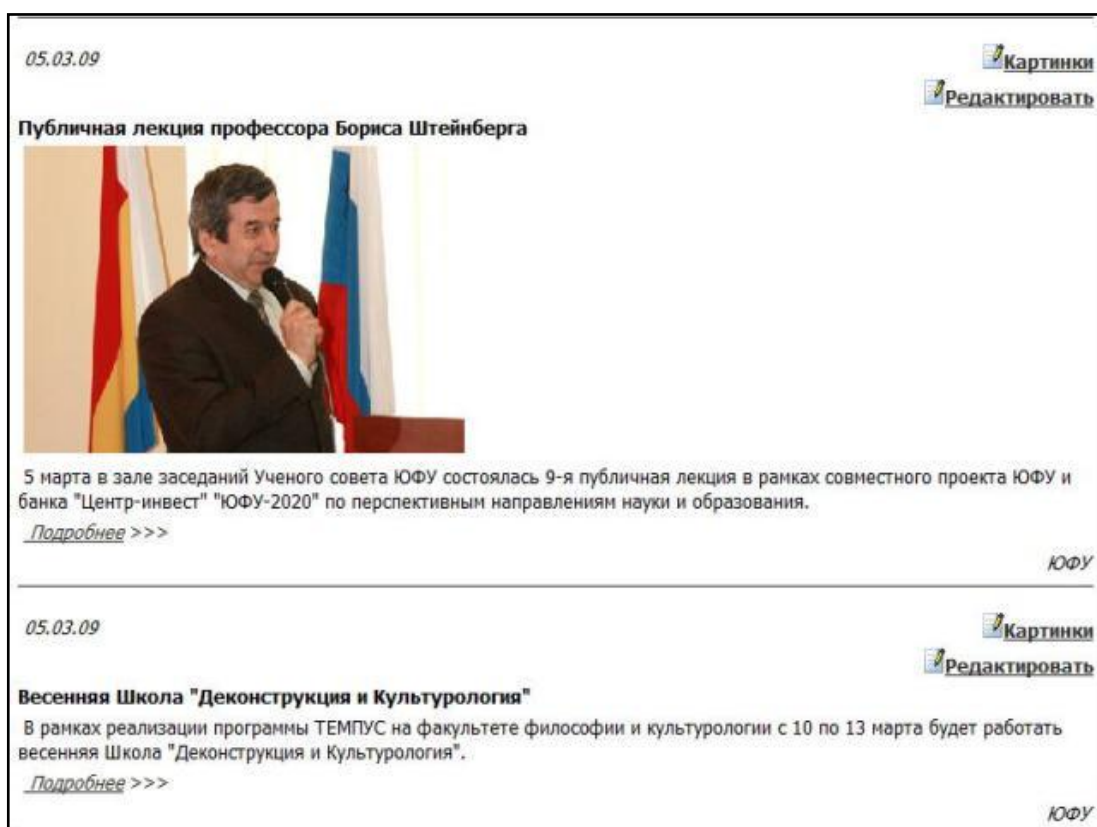 05.03.09
Картинки
Редактировать
Публичная лекция профессора Бориса Штейнберга
5 марта в зале заседаний Ученого совета ЮФУ состоялась 9-я публичная лекция в рамках совместного проекта ЮФУ и
банка "Центр-инвест" "ЮФУ-2020" по перспективным направлениям науки и образования.
Подробнее >>>
ЮФУ
05.03.09
Картинки
Редактировать
Весенняя Школа "Деконструкция и Культурология"
В рамках реализации программы ТЕМПУС на факультете философии и культурологии с 10 по 13 марта будет работать
весенняя Школа "Деконструкция и Культурология".
Подробнее >>>
ЮФУ